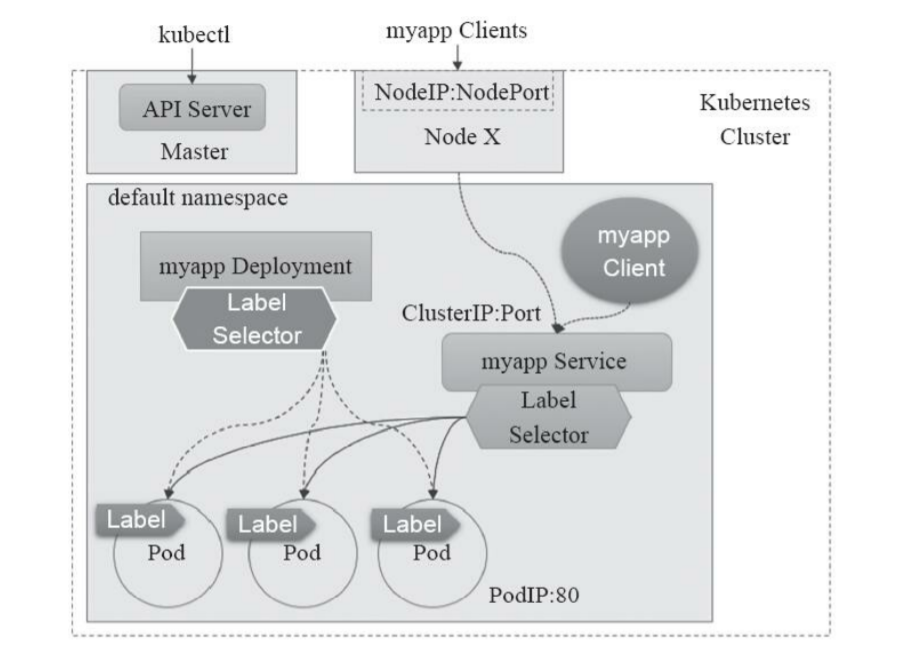 kubectl
myapp Clients
API Server
Master
NodeIP:NodePort
Node X
Kubernetes
Cluster
default namespace
myapp Deployment
Label
Selector
myapp
Client
ClusterIP:Port
myapp Service
Label
Selector
Label
Pod
Label
Pod
Label
Pod
PodIP:80